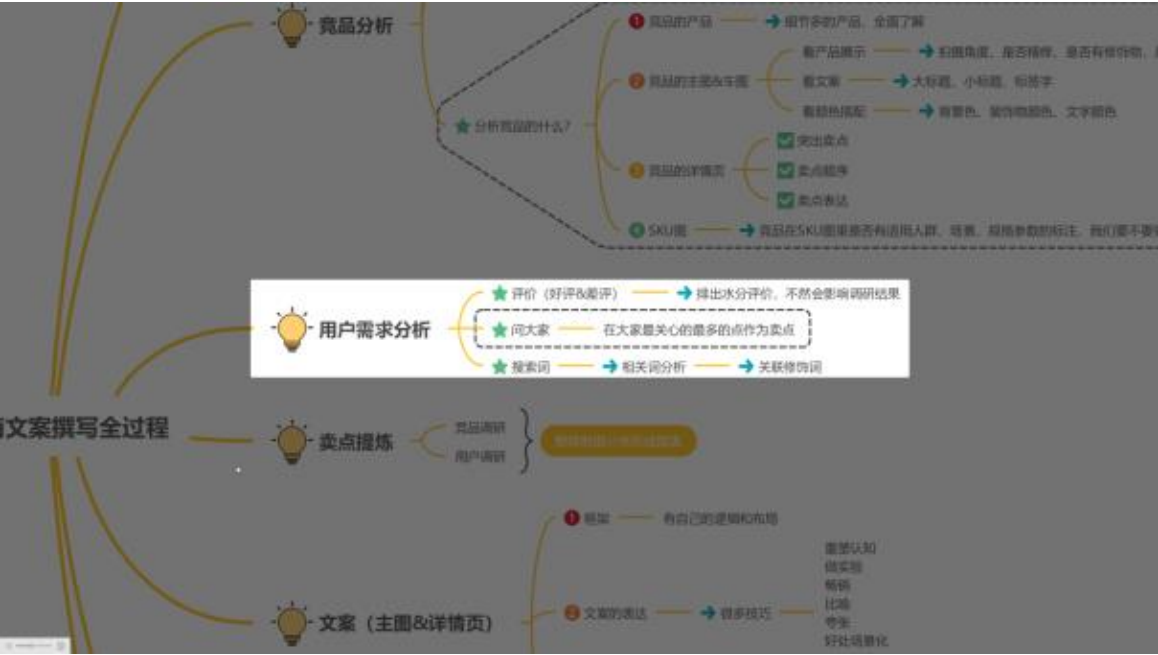 竞品分析
分析竞品的什么？
1 竞品的产品
细节多的产品、全面了解
2 竞品的主图&车图
看产品展示
扫摄角度、是否精修、是否有修饰物、
看文案
大标题、小标题、标签字
看颜色搭配
背景色、装饰物颜色、文字颜色
3 竞品的详情页
突出卖点
卖点顺序
卖点表达
4 SKU图
竞品在SKU图里是否有适用人群、场景、规格参数的标注，我们要不要
用户需求分析
评价（好评&差评）
排出水分评价，不然会影响调研结果
问大家
在大家最关心的最多的点作为卖点
搜索词
相关词分析
关联修饰词
文案撰写全过程
卖点提炼
竞品调研
用户调研
文案（主图&详情页）
1 框架
有自己的逻辑和布局
2 文案的表达
很多技巧
重塑认知
做实验
畅销
比喻
夸张
好处场景化